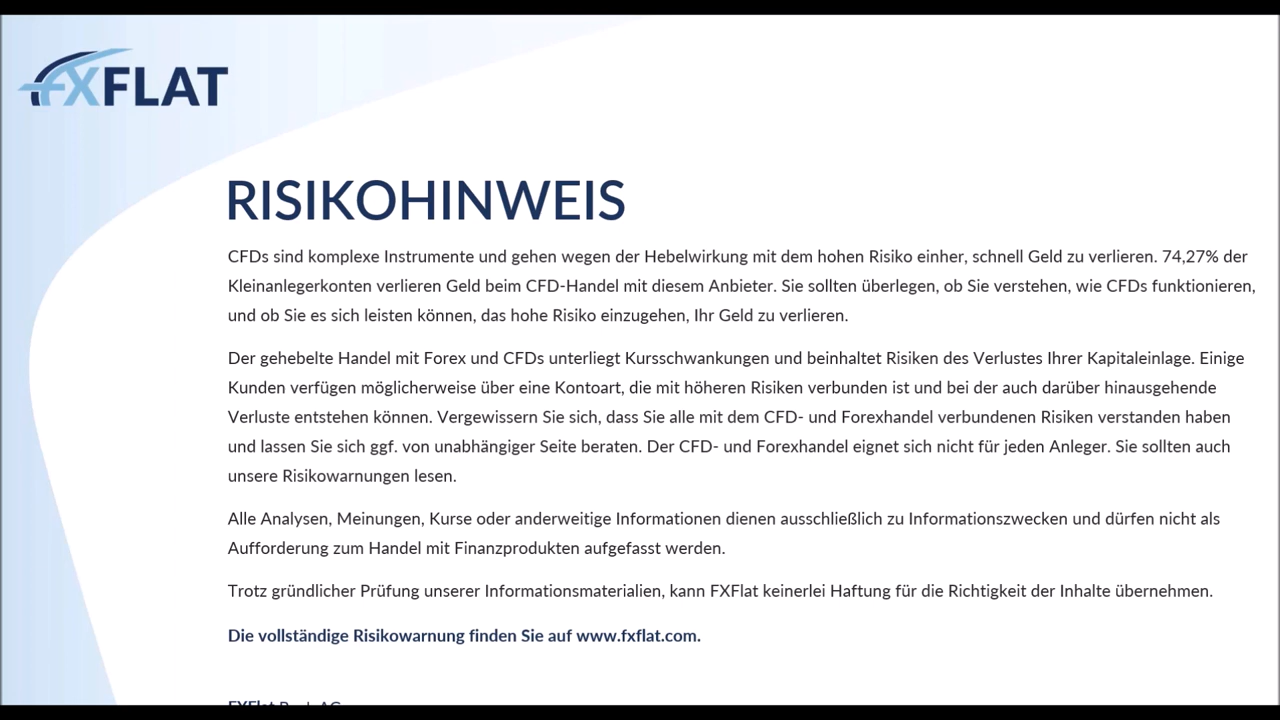 FXFLAT
RISIKOHINWEIS
CFDs sind komplexe Instrumente und gehen wegen der Hebelwirkung mit dem hohen Risiko einher, schnell Geld zu verlieren. 74,27% der
Kleinanlegerkonten verlieren Geld beim CFD-Handel mit diesem Anbieter. Sie sollten überlegen, ob Sie verstehen, wie CFDs funktionieren,
und ob Sie es sich leisten können, das hohe Risiko einzugehen, Ihr Geld zu verlieren.
Der gehebelte Handel mit Forex und CFDs unterliegt Kursschwankungen und beinhaltet Risiken des Verlustes Ihrer Kapitaleinlage. Einige
Kunden verfügen möglicherweise über eine Kontoart, die mit höheren Risiken verbunden ist und bei der auch darüber hinausgehende
Verluste entstehen können. Vergewissern Sie sich, dass Sie alle mit dem CFD- und Forexhandel verbundenen Risiken verstanden haben
und lassen Sie sich ggf. von unabhängiger Seite beraten. Der CFD- und Forexhandel eignet sich nicht für jeden Anleger. Sie sollten auch
unsere Risikowarnungen lesen.
Alle Analysen, Meinungen, Kurse oder anderweitige Informationen dienen ausschließlich zu Informationszwecken und dürfen nicht als
Aufforderung zum Handel mit Finanzprodukten aufgefasst werden.
Trotz gründlicher Prüfung unserer Informationsmaterialien, kann FXFlat keinerlei Haftung für die Richtigkeit der Inhalte übernehmen.
Die vollständige Risikowarnung finden Sie auf www.fxflat.com.
FXFlat Bank AG